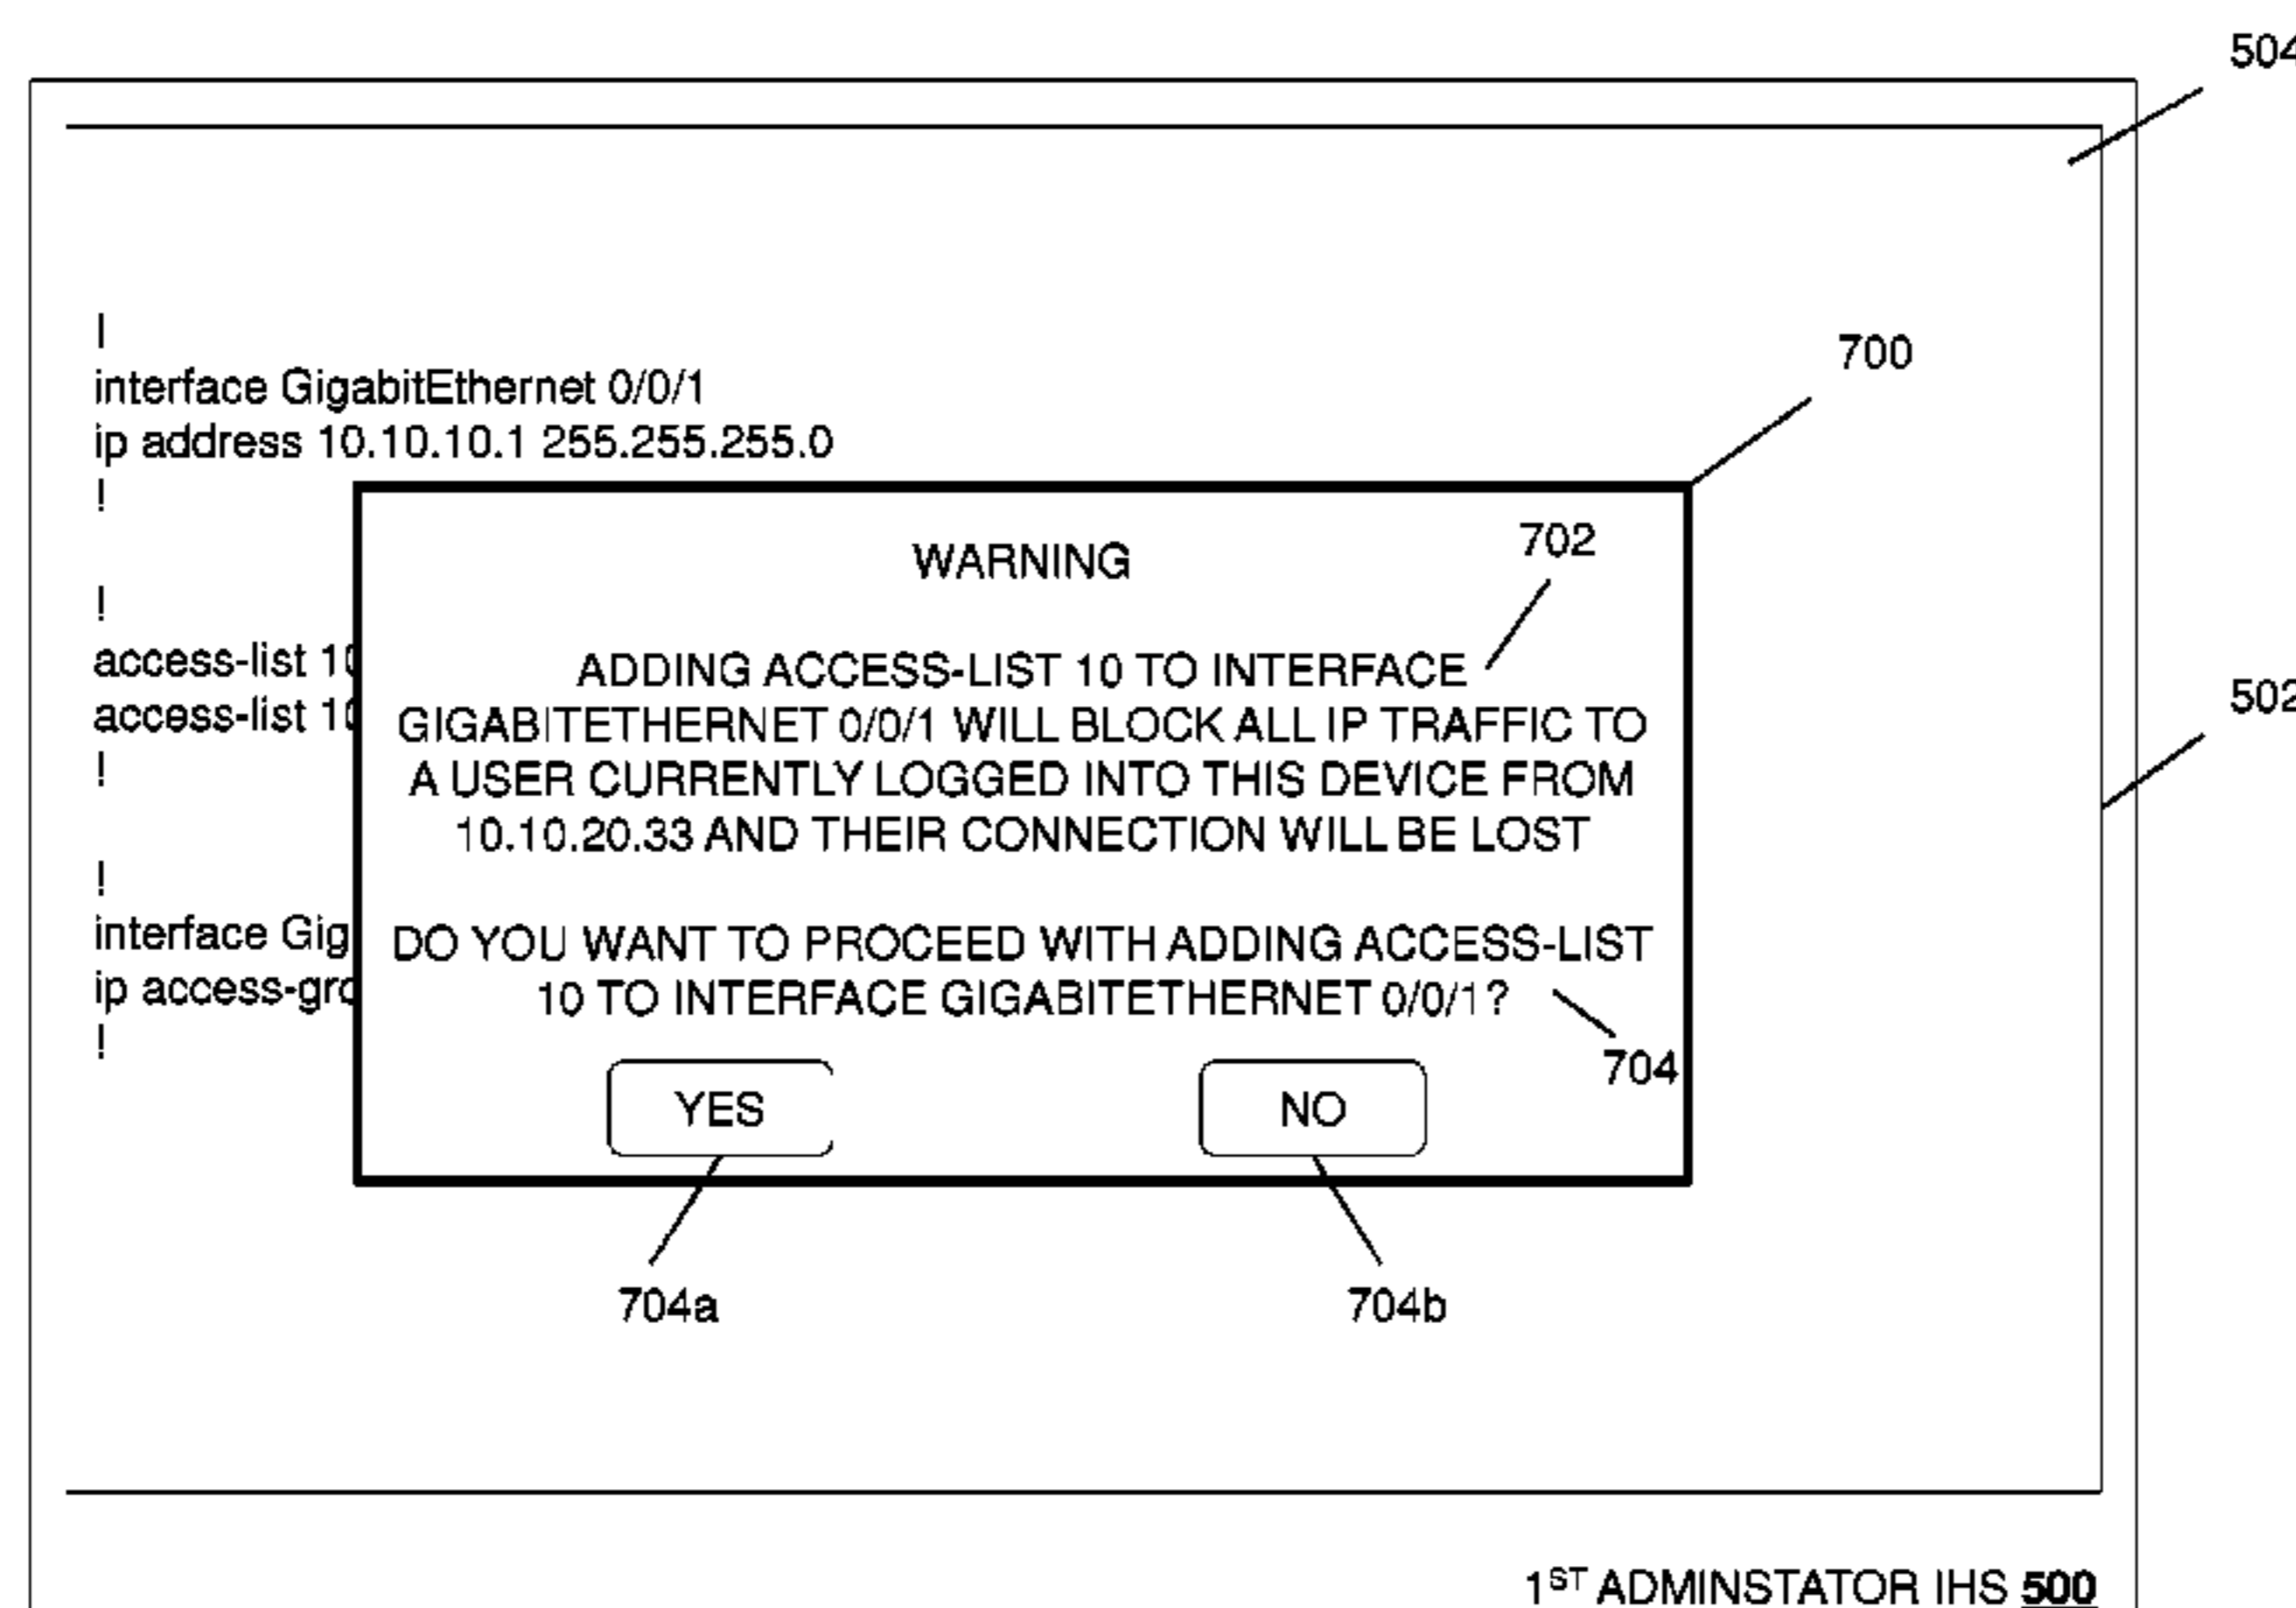 504
!
interface GigabitEthernet 0/0/1
ip address 10.10.10.1 255.255.255.0
!
700
!
access-list 10
access-list 10
!
!
interface Gig
ip access-gro
!
WARNING
702
ADDING ACCESS-LIST 10 TO INTERFACE
GIGABITETHERNET 0/0/1 WILL BLOCK ALL IP TRAFFIC TO
A USER CURRENTLY LOGGED INTO THIS DEVICE FROM
10.10.20.33 AND THEIR CONNECTION WILL BE LOST
502
DO YOU WANT TO PROCEED WITH ADDING ACCESS-LIST
10 TO INTERFACE GIGABITETHERNET 0/0/1?
704
YES
NO
704a
704b
1ST ADMINSTATOR IHS 500